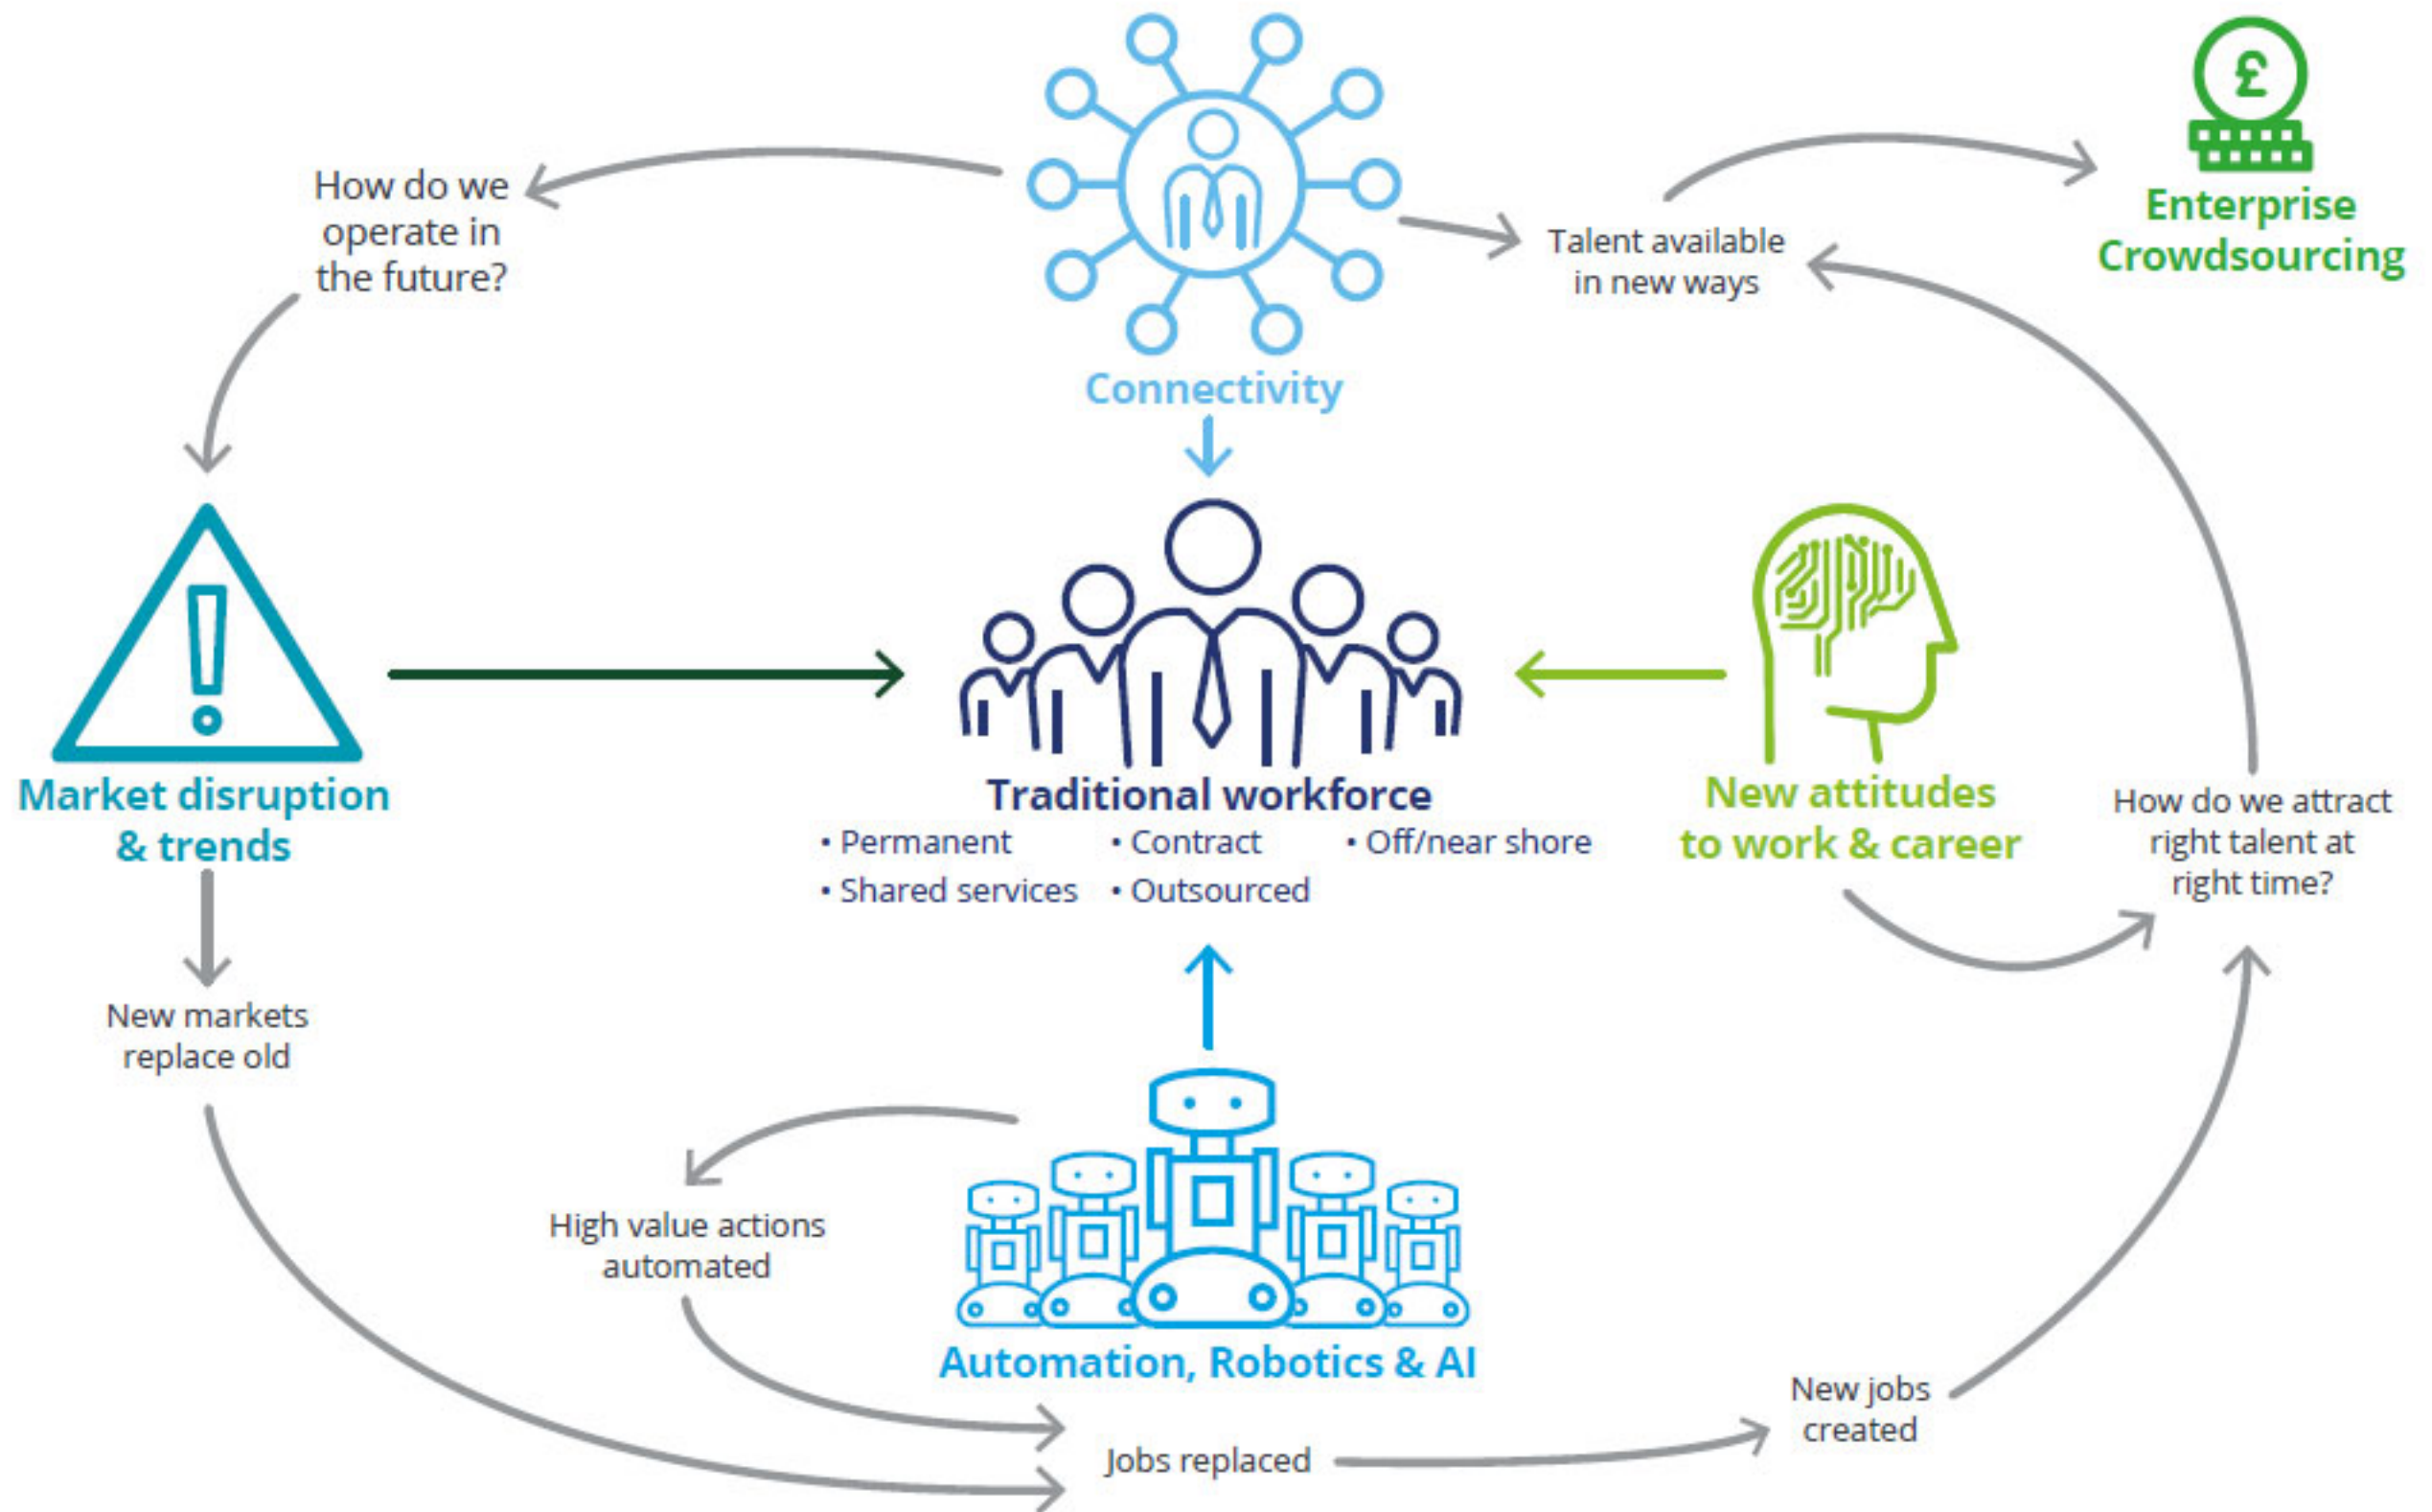 £
Enterprise
Crowdsourcing
How do we
operate in
the future?
Talent available
in new ways
Connectivity
Market disruption
& trends
Traditional workforce
• Permanent • Contract • Off/near shore
• Shared services • Outsourced
New attitudes
to work & career
How do we attract
right talent at
right time?
New markets
replace old
High value actions
automated
Automation, Robotics & AI
Jobs replaced
New jobs
created